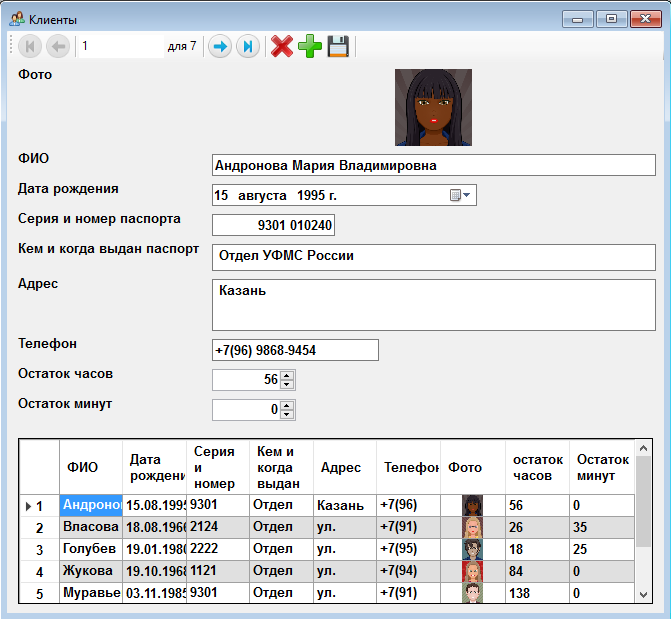 Клиенты
1 для 7
Фото
ФИО Андронова Мария Владимировна
Дата рождения 15 августа 1995 г.
Серия и номер паспорта 9301 010240
Кем и когда выдан паспорт Отдел УФМС России
Адрес Казань
Телефон +7(96) 9868-9454
Остаток часов 56
Остаток минут 0
ФИО Дата рождени Серия и номер Кем и когда выдан Адрес Телефон Фото остаток часов Остаток минут
1 Андроно 15.08.1995 9301 Отдел Казань +7(96) 56 0
2 Власова 18.08.1966 2124 Отдел ул. +7(91) 26 35
3 Голубев 19.01.1980 2222 Отдел ул. +7(95) 18 25
4 Жукова 19.10.1968 1121 Отдел ул. +7(94) 84 0
5 Муравье 03.11.1985 9301 Отдел ул. +7(91) 138 0